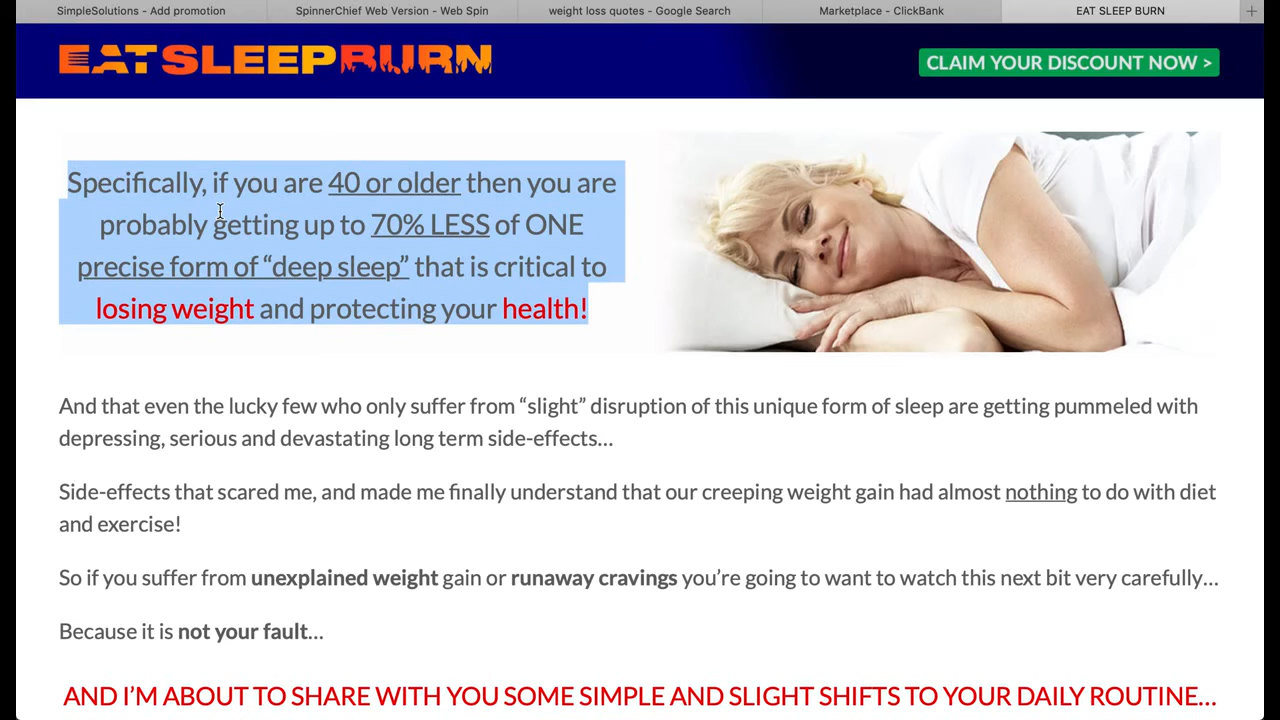 SimpleSolutions - Add promotion
SpinnerChief Web Version - Web Spin
weight loss quotes - Google Search
Marketplace - ClickBank
EAT SLEEP BURN
EAT SLEEP BURN
CLAIM YOUR DISCOUNT NOW >
Specifically, if you are 40 or older then you are
probably getting up to 70% LESS of ONE
precise form of “deep sleep” that is critical to
losing weight and protecting your health!
And that even the lucky few who only suffer from “slight” disruption of this unique form of sleep are getting pummeled with
depressing, serious and devastating long term side-effects...
Side-effects that scared me, and made me finally understand that our creeping weight gain had almost nothing to do with diet
and exercise!
So if you suffer from unexplained weight gain or runaway cravings you’re going to want to watch this next bit very carefully...
Because it is not your fault...
AND I’M ABOUT TO SHARE WITH YOU SOME SIMPLE AND SLIGHT SHIFTS TO YOUR DAILY ROUTINE...